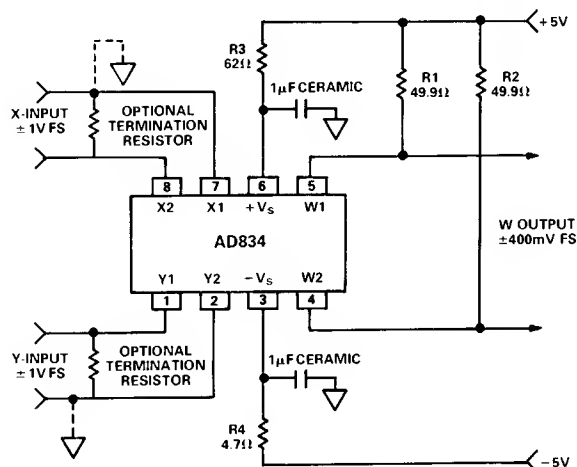 +5V
R3
62Ω
R1
49.9Ω
R2
49.9Ω
1μF CERAMIC
X-INPUT
±1V FS
OPTIONAL
TERMINATION
RESISTOR
8 7 6 5
X2 X1 +VS W1
AD834
Y1 Y2 −VS W2
1 2 3 4
W OUTPUT
±400mV FS
Y-INPUT
±1V FS
OPTIONAL
TERMINATION
RESISTOR
1μF CERAMIC
R4
4.7Ω
−5V